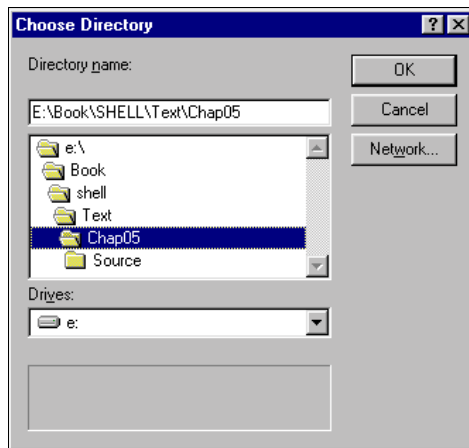 Choose Directory
Directory name:
OK
E:\Book\SHELL\Text\Chap05
Cancel
Network...
e:\
Book
shell
Text
Chap05
Source
Drives:
e: